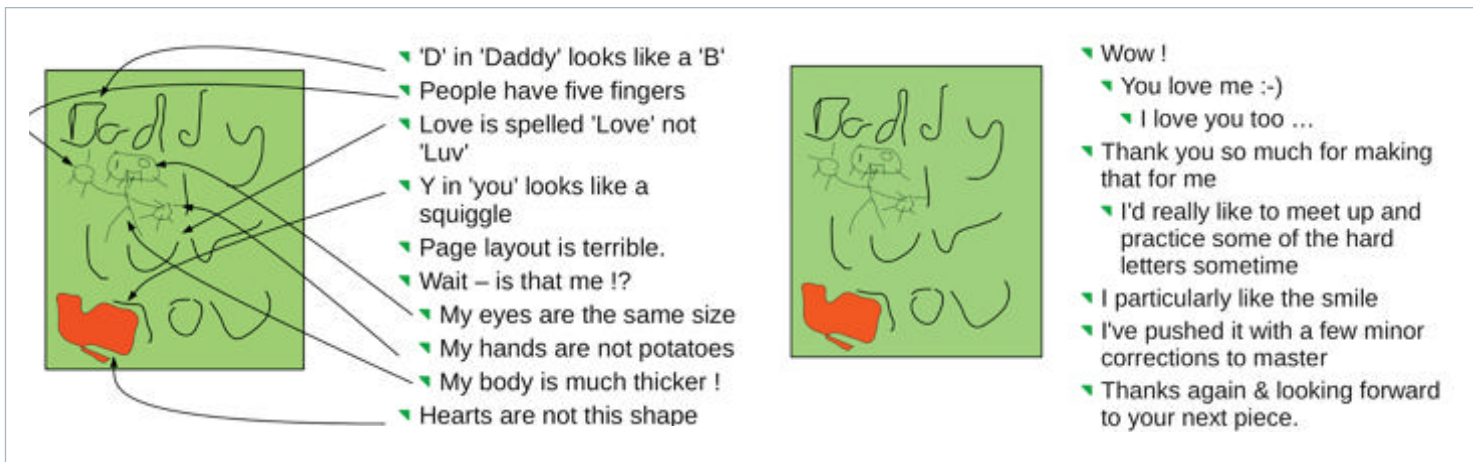 Daddy
I
luv
you
'D' in 'Daddy' looks like a 'B'
People have five fingers
Love is spelled 'Love' not
'Luv'
Y in 'you' looks like a
squiggle
Page layout is terrible.
Wait – is that me !?
My eyes are the same size
My hands are not potatoes
My body is much thicker !
Hearts are not this shape
Daddy
I
luv
you
Wow !
You love me :-)
I love you too …
Thank you so much for making
that for me
I'd really like to meet up and
practice some of the hard
letters sometime
I particularly like the smile
I've pushed it with a few minor
corrections to master
Thanks again & looking forward
to your next piece.